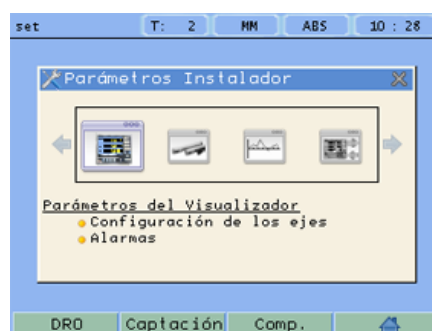 set T: 2 MM ABS 10 : 28
Parámetros Instalador
Parámetros del Visualizador
Configuración de los ejes
Alarmas
DRO Captación Comp.